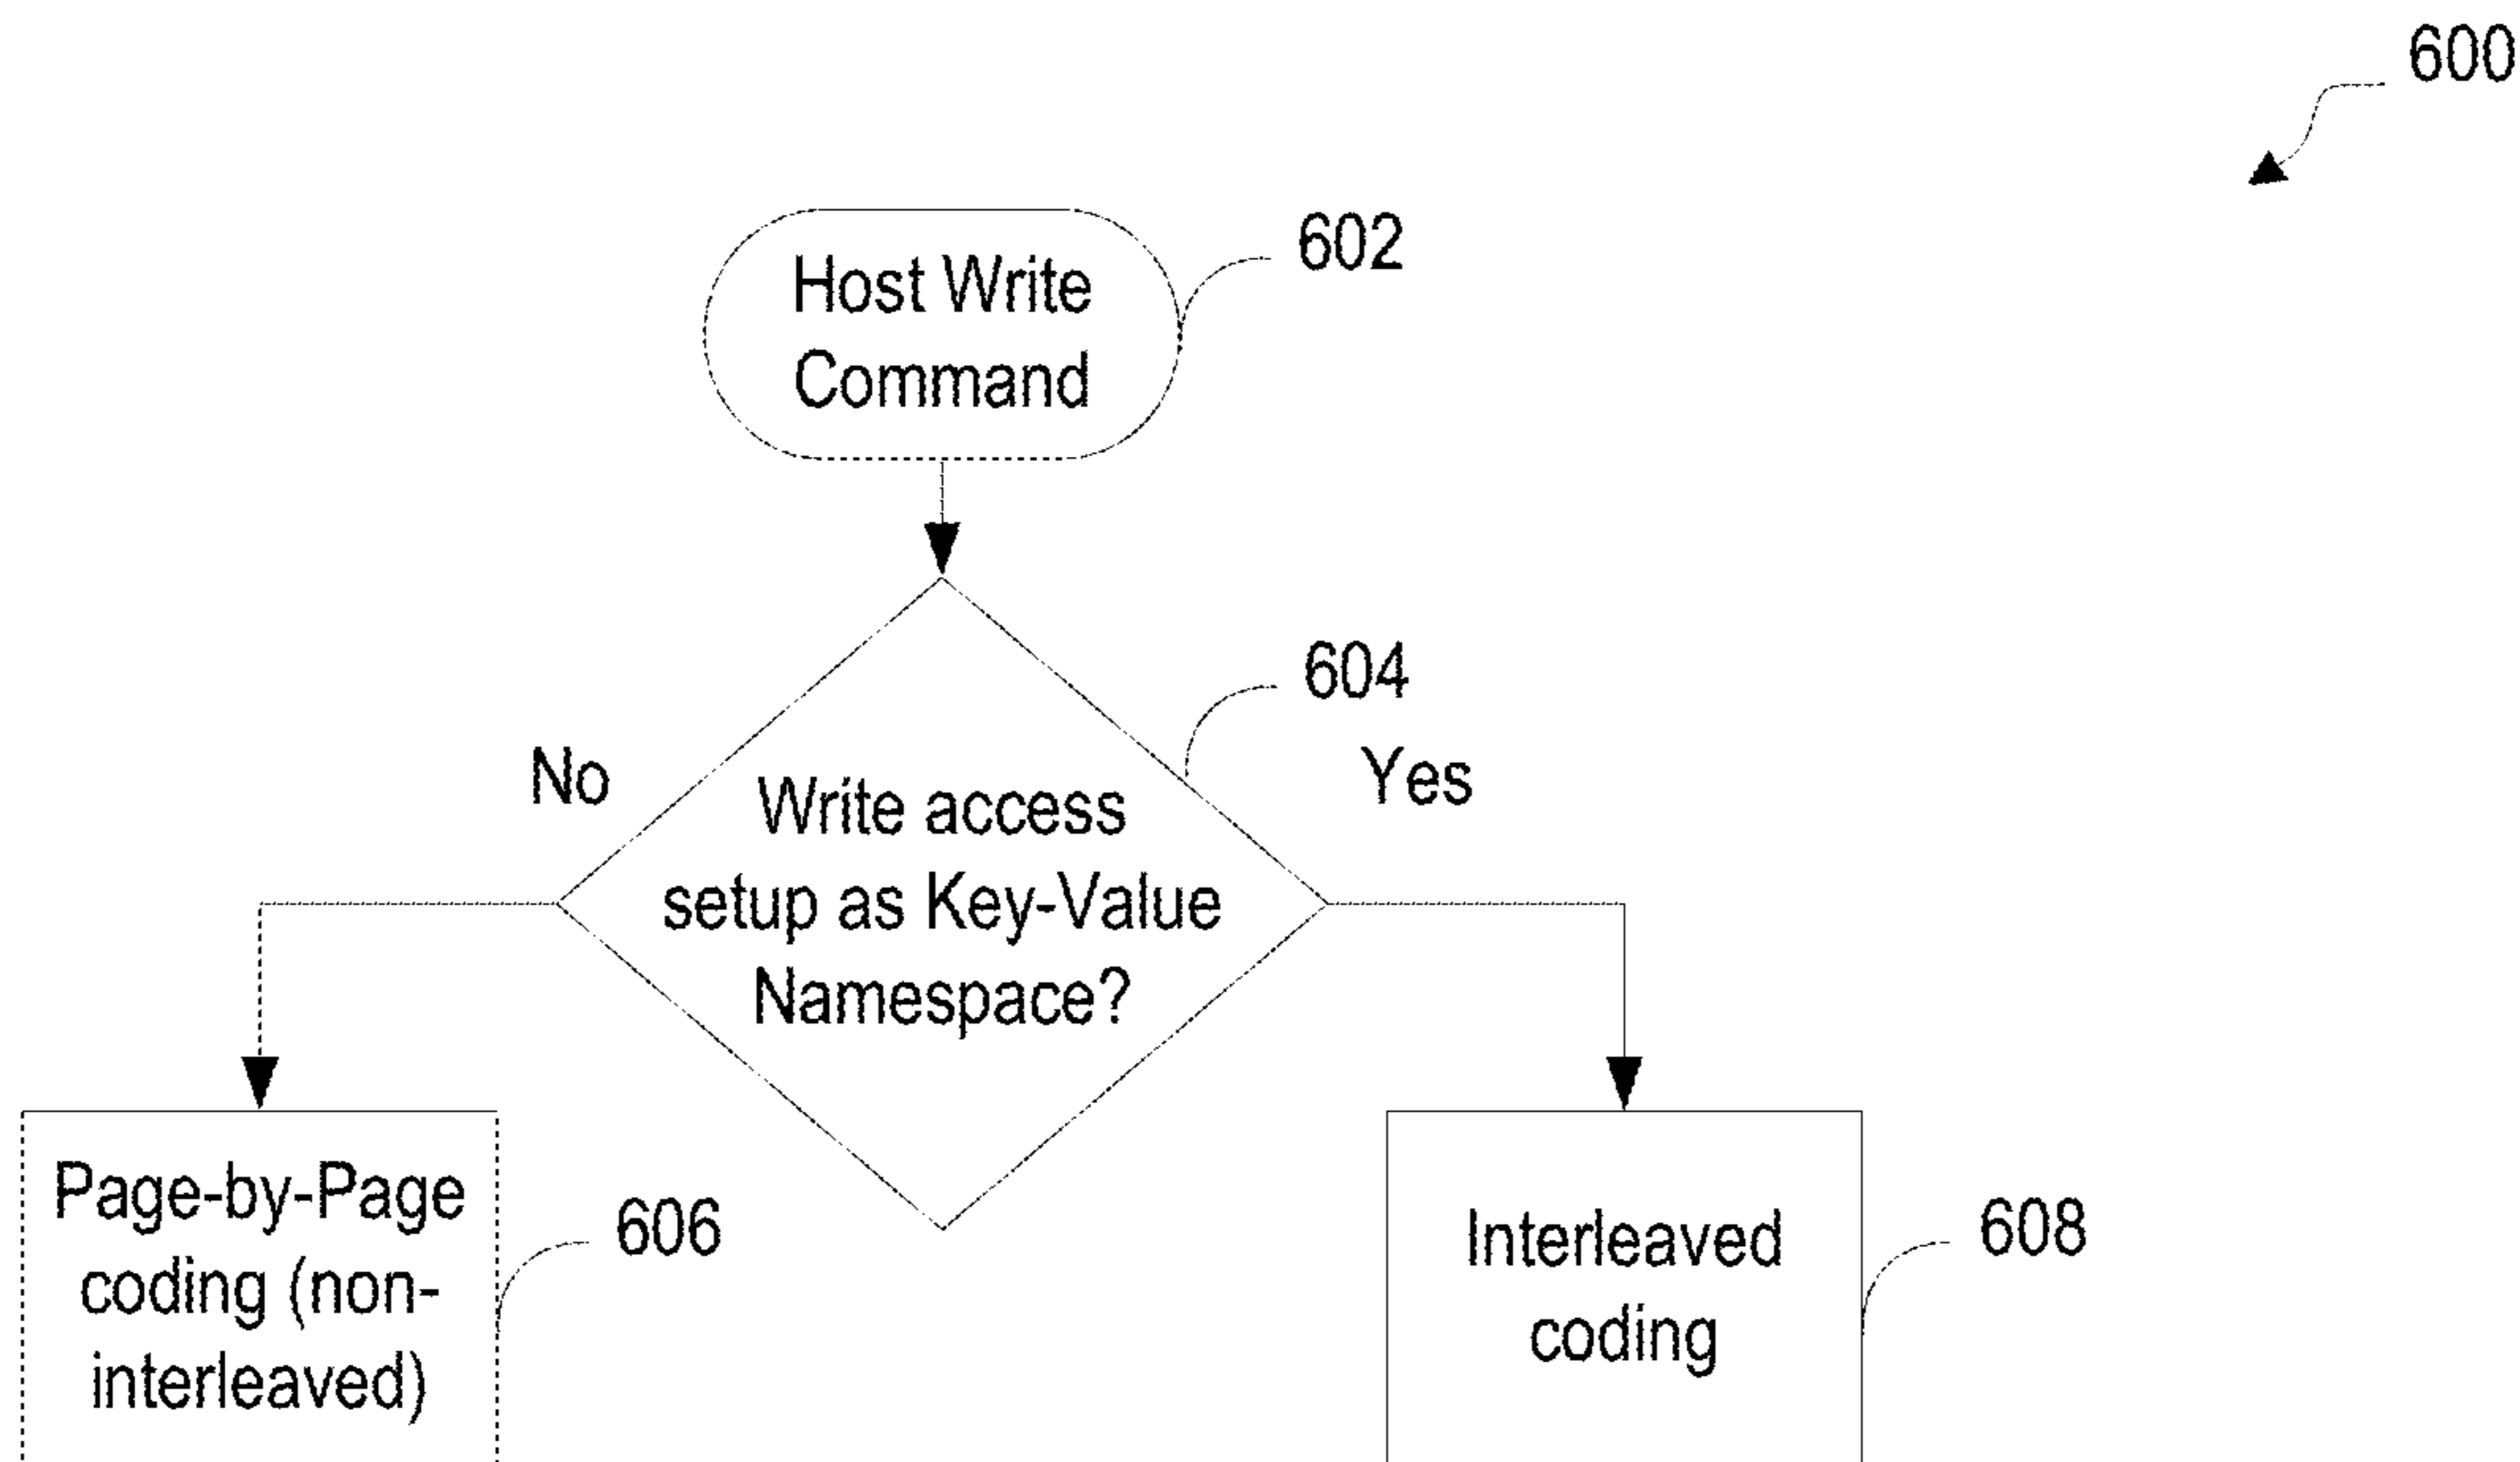 600
Host Write
Command
602
604
No
Yes
Write access
setup as Key-Value
Namespace?
Page-by-Page
coding (non-
interleaved)
606
Interleaved
coding
608